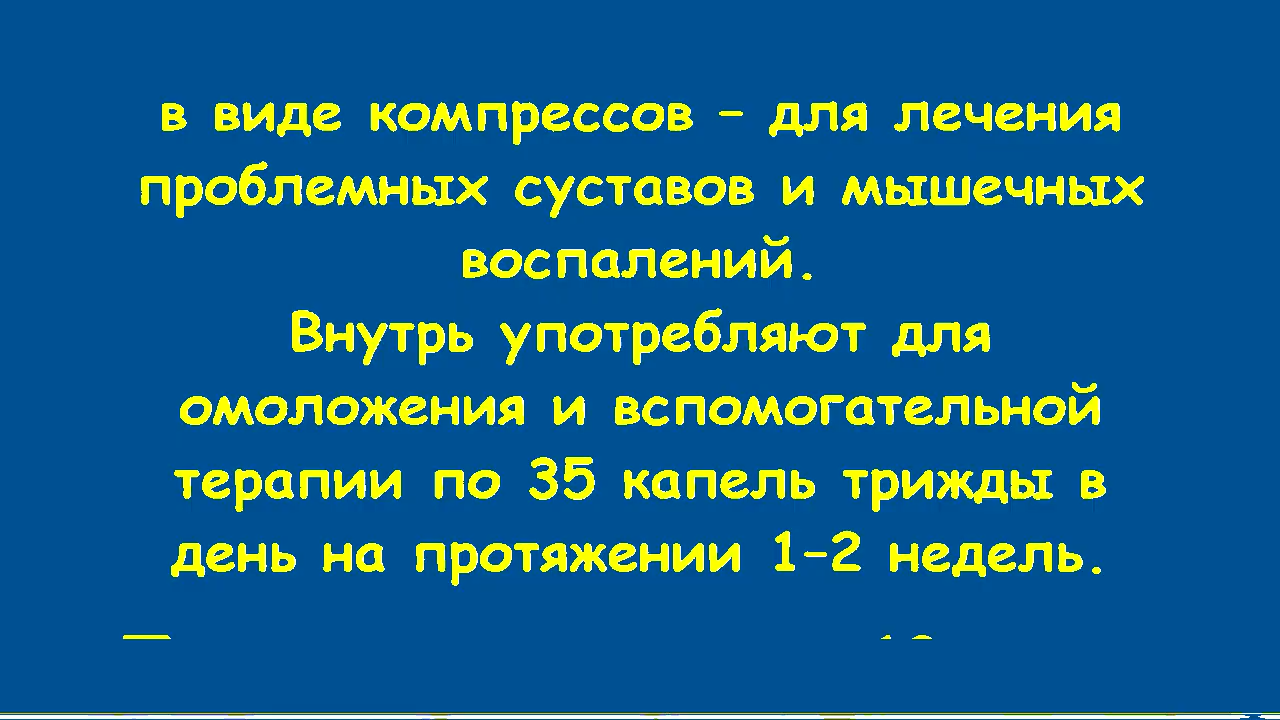 в виде компрессов – для лечения
проблемных суставов и мышечных
воспалений.
Внутрь употребляют для
омоложения и вспомогательной
терапии по 35 капель трижды в
день на протяжении 1–2 недель.